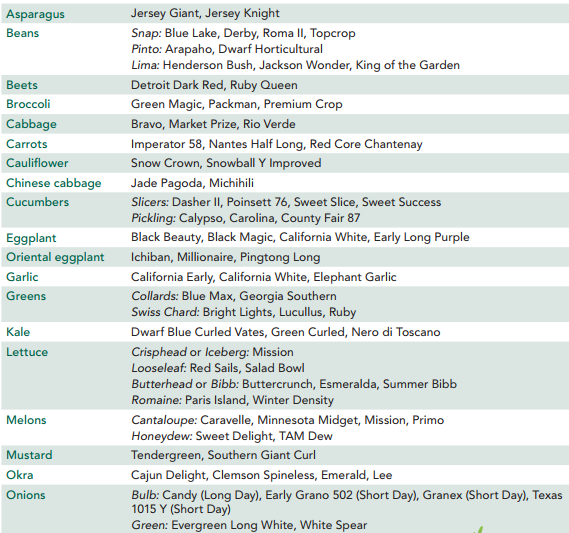 Asparagus Jersey Giant, Jersey Knight
Beans Snap: Blue Lake, Derby, Roma II, Topcrop
Pinto: Arapaho, Dwarf Horticultural
Lima: Henderson Bush, Jackson Wonder, King of the Garden
Beets Detroit Dark Red, Ruby Queen
Broccoli Green Magic, Packman, Premium Crop
Cabbage Bravo, Market Prize, Rio Verde
Carrots Imperator 58, Nantes Half Long, Red Core Chantenay
Cauliflower Snow Crown, Snowball Y Improved
Chinese cabbage Jade Pagoda, Michihili
Cucumbers Slicers: Dasher II, Poinsett 76, Sweet Slice, Sweet Success
Pickling: Calypso, Carolina, County Fair 87
Eggplant Black Beauty, Black Magic, California White, Early Long Purple
Oriental eggplant Ichiban, Millionaire, Pingtong Long
Garlic California Early, California White, Elephant Garlic
Greens Collards: Blue Max, Georgia Southern
Swiss Chard: Bright Lights, Lucullus, Ruby
Kale Dwarf Blue Curled Vates, Green Curled, Nero di Toscano
Lettuce Crisphead or Iceberg: Mission
Looseleaf: Red Sails, Salad Bowl
Butterhead or Bibb: Buttercrunch, Esmeralda, Summer Bibb
Romaine: Paris Island, Winter Density
Melons Cantaloupe: Caravelle, Minnesota Midget, Mission, Primo
Honeydew: Sweet Delight, TAM Dew
Mustard Tendergreen, Southern Giant Curl
Okra Cajun Delight, Clemson Spineless, Emerald, Lee
Onions Bulb: Candy (Long Day), Early Grano 502 (Short Day), Granex (Short Day), Texas
1015 Y (Short Day)
Green: Evergreen Long White, White Spear